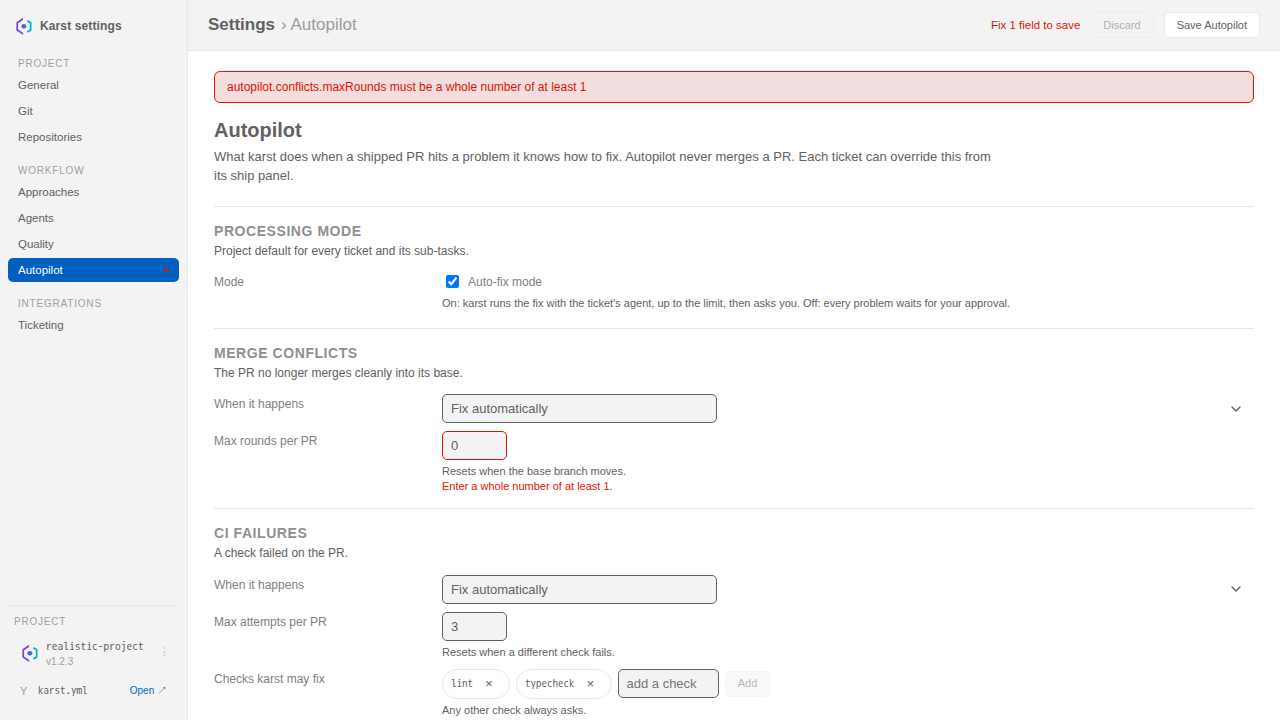 Karst settings
PROJECT
General
Git
Repositories
WORKFLOW
Approaches
Agents
Quality
Autopilot
INTEGRATIONS
Ticketing
PROJECT
realistic-project
v1.2.3
Y karst.yml Open ↗
Settings › Autopilot
Fix 1 field to save Discard Save Autopilot
autopilot.conflicts.maxRounds must be a whole number of at least 1
Autopilot
What karst does when a shipped PR hits a problem it knows how to fix. Autopilot never merges a PR. Each ticket can override this from
its ship panel.
PROCESSING MODE
Project default for every ticket and its sub-tasks.
Mode Auto-fix mode
On: karst runs the fix with the ticket's agent, up to the limit, then asks you. Off: every problem waits for your approval.
MERGE CONFLICTS
The PR no longer merges cleanly into its base.
When it happens Fix automatically
Max rounds per PR 0
Resets when the base branch moves.
Enter a whole number of at least 1.
CI FAILURES
A check failed on the PR.
When it happens Fix automatically
Max attempts per PR 3
Resets when a different check fails.
Checks karst may fix lint × typecheck × add a check Add
Any other check always asks.